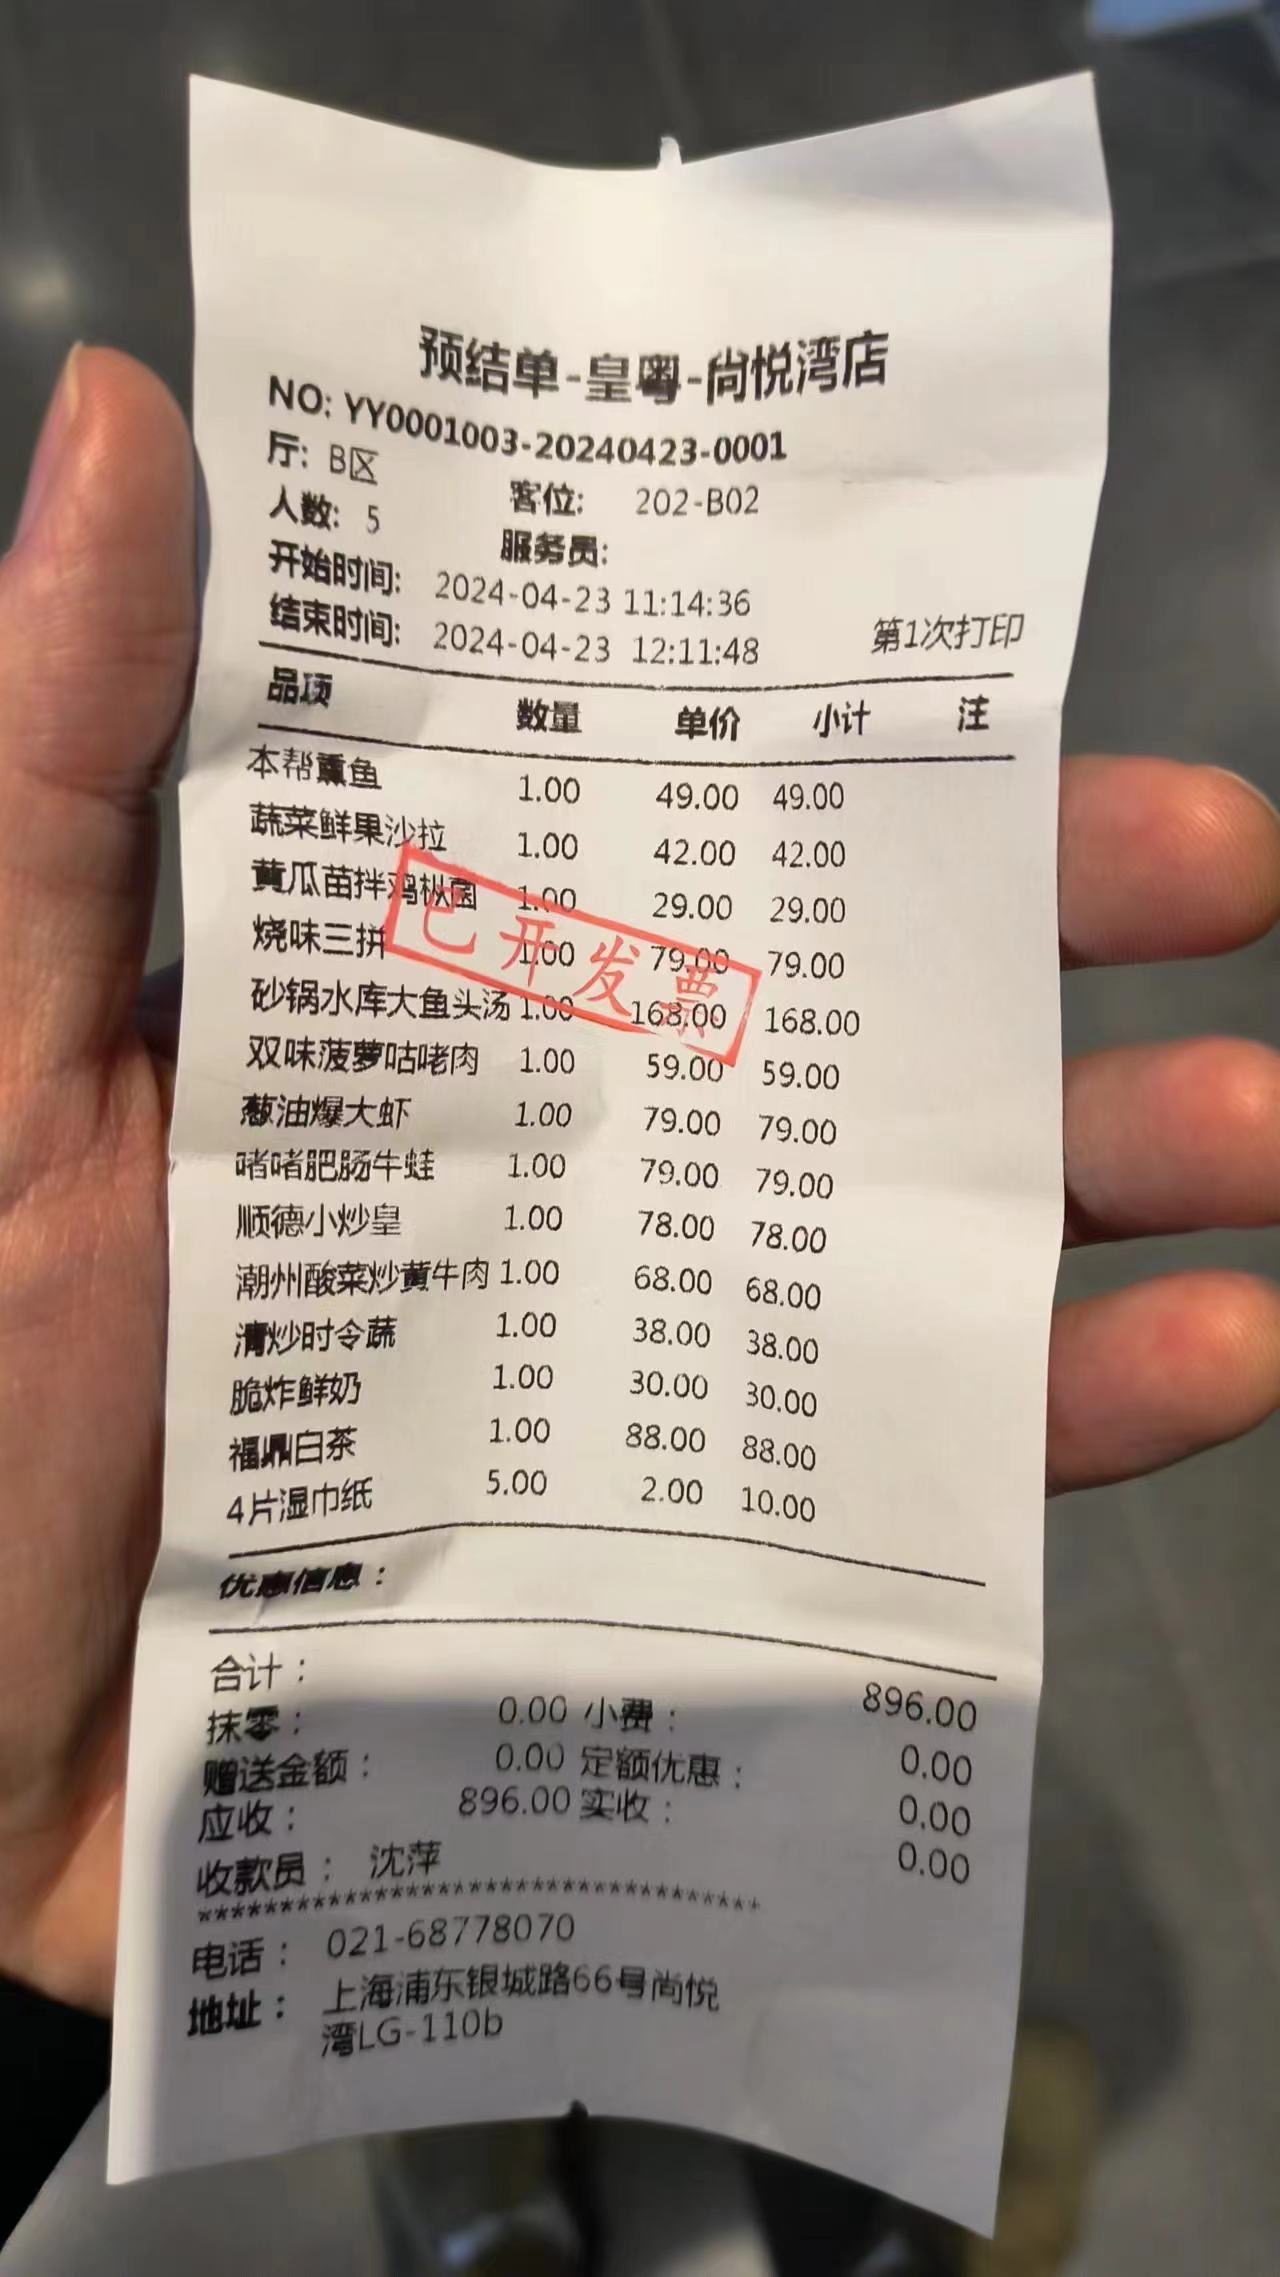 预结单-皇粤-尚悦湾店
NO: YY0001003-20240423-0001
厅: B区 客位: 202-B02
人数: 5 服务员:
开始时间: 2024-04-23 11:14:36
结束时间: 2024-04-23 12:11:48 第1次打印
品项 数量 单价 小计 注
本帮熏鱼 1.00 49.00 49.00
蔬菜鲜果沙拉 1.00 42.00 42.00
黄瓜苗拌鸡枞菌 1.00 29.00 29.00
烧味三拼 1.00 79.00 79.00
已开发票
砂锅水库大鱼头汤 1.00 168.00 168.00
双味菠萝咕咾肉 1.00 59.00 59.00
葱油爆大虾 1.00 79.00 79.00
啫啫肥肠牛蛙 1.00 79.00 79.00
顺德小炒皇 1.00 78.00 78.00
潮州酸菜炒黄牛肉 1.00 68.00 68.00
清炒时令蔬 1.00 38.00 38.00
脆炸鲜奶 1.00 30.00 30.00
福鼎白茶 1.00 88.00 88.00
4片湿巾纸 5.00 2.00 10.00
优惠信息：
合计： 896.00
抹零： 0.00 小费： 0.00
赠送金额： 0.00 定额优惠： 0.00
应收： 896.00 实收： 0.00
收款员： 沈萍
******************************************
电话： 021-68778070
地址： 上海浦东银城路66号尚悦
湾LG-110b